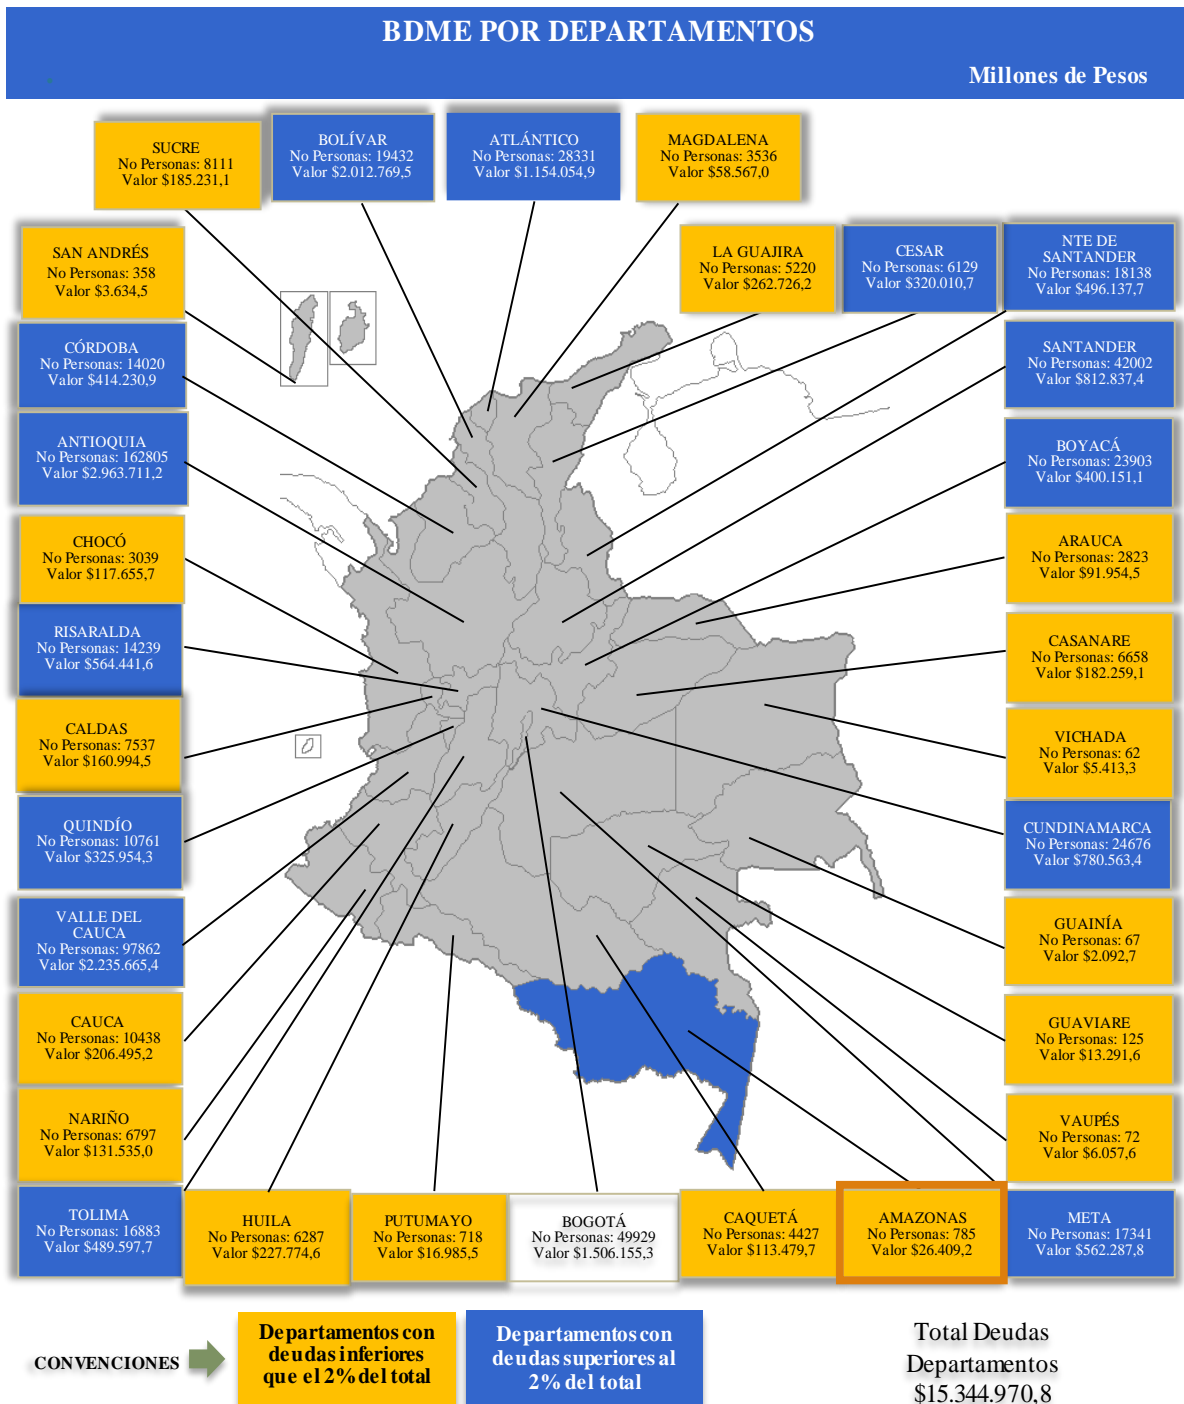 BDME POR DEPARTAMENTOS
Millones de Pesos
SUCRE
No Personas: 8111
Valor $185.231,1
BOLÍVAR
No Personas: 19432
Valor $2.012.769,5
ATLÁNTICO
No Personas: 28331
Valor $1.154.054,9
MAGDALENA
No Personas: 3536
Valor $58.567,0
SAN ANDRÉS
No Personas: 358
Valor $3.634,5
LA GUAJIRA
No Personas: 5220
Valor $262.726,2
CESAR
No Personas: 6129
Valor $320.010,7
NTE DE
SANTANDER
No Personas: 18138
Valor $496.137,7
CÓRDOBA
No Personas: 14020
Valor $414.230,9
SANTANDER
No Personas: 42002
Valor $812.837,4
ANTIOQUIA
No Personas: 162805
Valor $2.963.711,2
BOYACÁ
No Personas: 23903
Valor $400.151,1
CHOCÓ
No Personas: 3039
Valor $117.655,7
ARAUCA
No Personas: 2823
Valor $91.954,5
RISARALDA
No Personas: 14239
Valor $564.441,6
CASANARE
No Personas: 6658
Valor $182.259,1
CALDAS
No Personas: 7537
Valor $160.994,5
VICHADA
No Personas: 62
Valor $5.413,3
QUINDÍO
No Personas: 10761
Valor $325.954,3
CUNDINAMARCA
No Personas: 24676
Valor $780.563,4
VALLE DEL
CAUCA
No Personas: 97862
Valor $2.235.665,4
GUAINÍA
No Personas: 67
Valor $2.092,7
CAUCA
No Personas: 10438
Valor $206.495,2
GUAVIARE
No Personas: 125
Valor $13.291,6
NARIÑO
No Personas: 6797
Valor $131.535,0
VAUPÉS
No Personas: 72
Valor $6.057,6
TOLIMA
No Personas: 16883
Valor $489.597,7
HUILA
No Personas: 6287
Valor $227.774,6
PUTUMAYO
No Personas: 718
Valor $16.985,5
BOGOTÁ
No Personas: 49929
Valor $1.506.155,3
CAQUETÁ
No Personas: 4427
Valor $113.479,7
AMAZONAS
No Personas: 785
Valor $26.409,2
META
No Personas: 17341
Valor $562.287,8
CONVENCIONES
Departamentos con
deudas inferiores
que el 2% del total
Departamentos con
deudas superiores al
2% del total
Total Deudas
Departamentos
$15.344.970,8